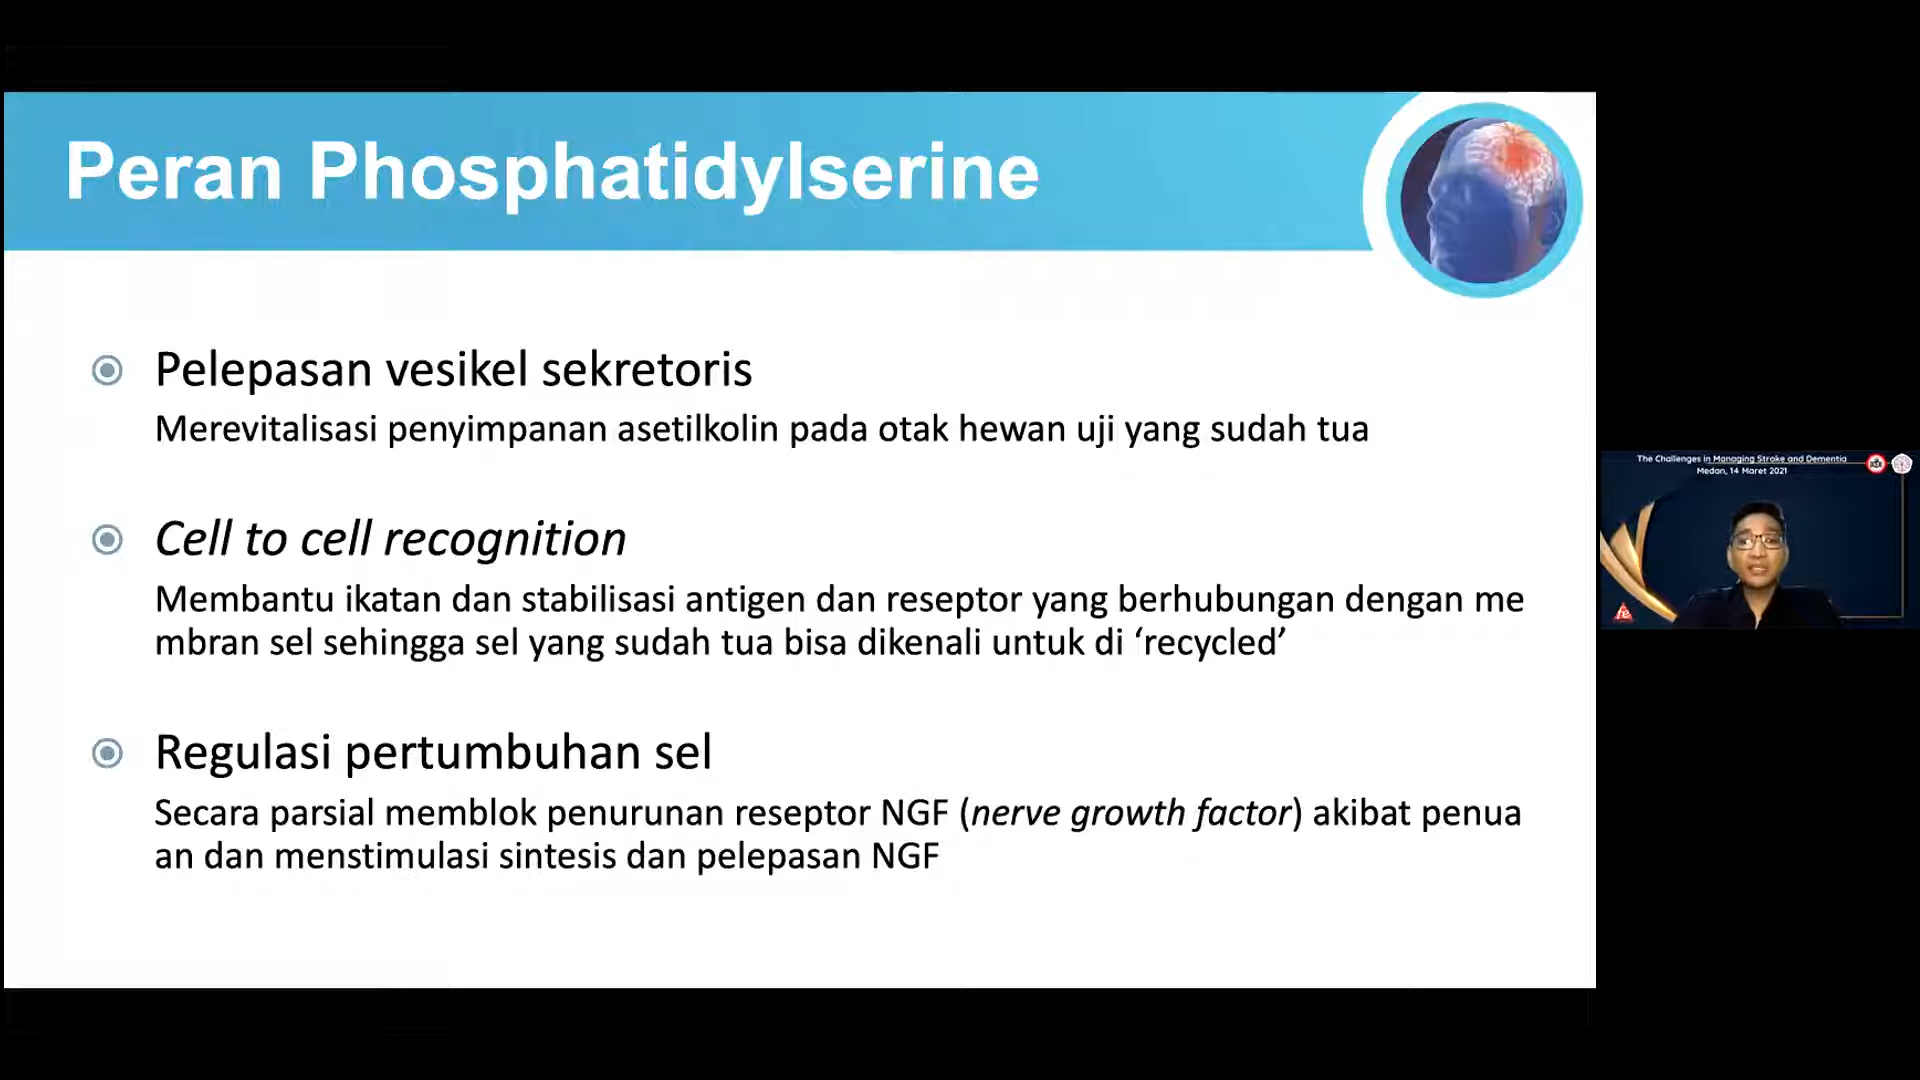 Peran Phosphatidylserine
Pelepasan vesikel sekretoris
Merevitalisasi penyimpanan asetilkolin pada otak hewan uji yang sudah tua
Cell to cell recognition
Membantu ikatan dan stabilisasi antigen dan reseptor yang berhubungan dengan me
mbran sel sehingga sel yang sudah tua bisa dikenali untuk di ‘recycled’
Regulasi pertumbuhan sel
Secara parsial memblok penurunan reseptor NGF (nerve growth factor) akibat penua
an dan menstimulasi sintesis dan pelepasan NGF
The Challenges in Managing Stroke and Dementia
Medan, 14 Maret 2021